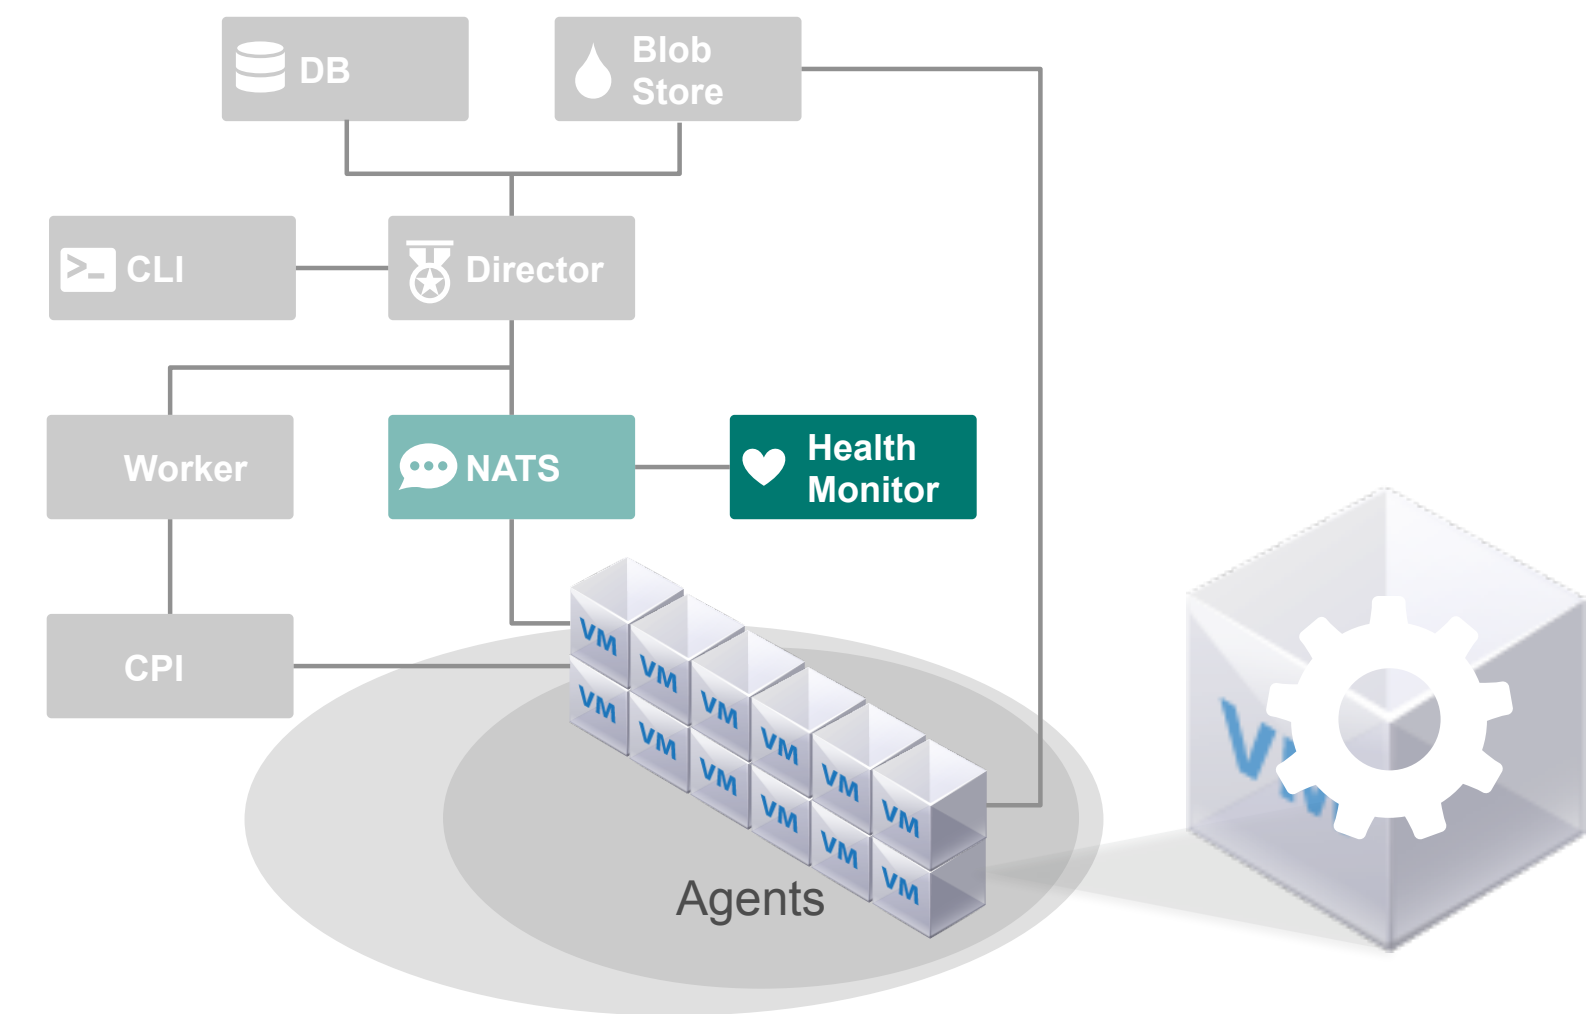 DB
Blob
Store
CLI
Director
Worker
NATS
Health
Monitor
CPI
VM
VM
VM
VM
VM
VM
VM
VM
VM
VM
VM
VM
VM
Agents